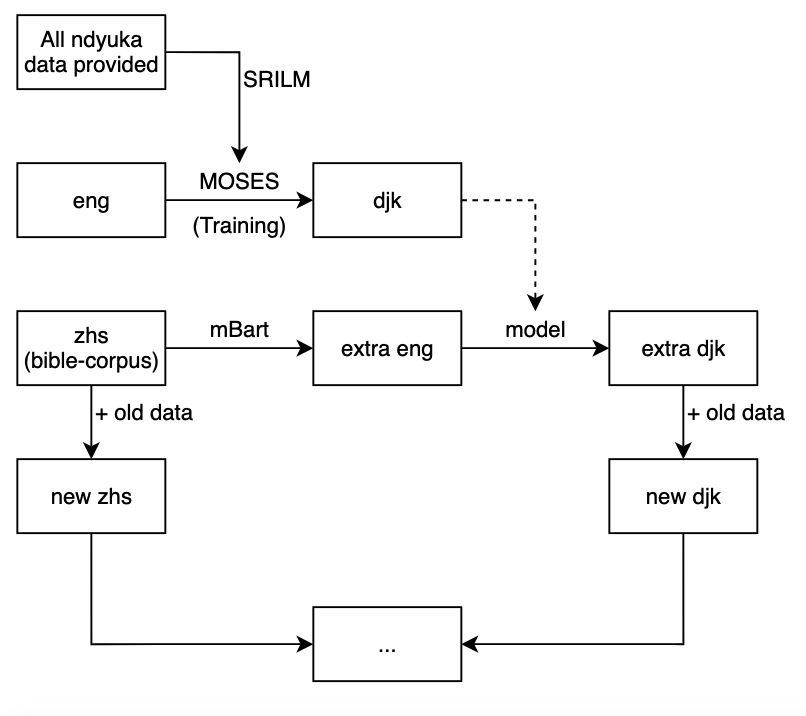 All ndyuka
data provided
SRILM
eng
MOSES
(Training)
djk
zhs
(bible-corpus)
mBart
extra eng
model
extra djk
+ old data
+ old data
new zhs
new djk
...